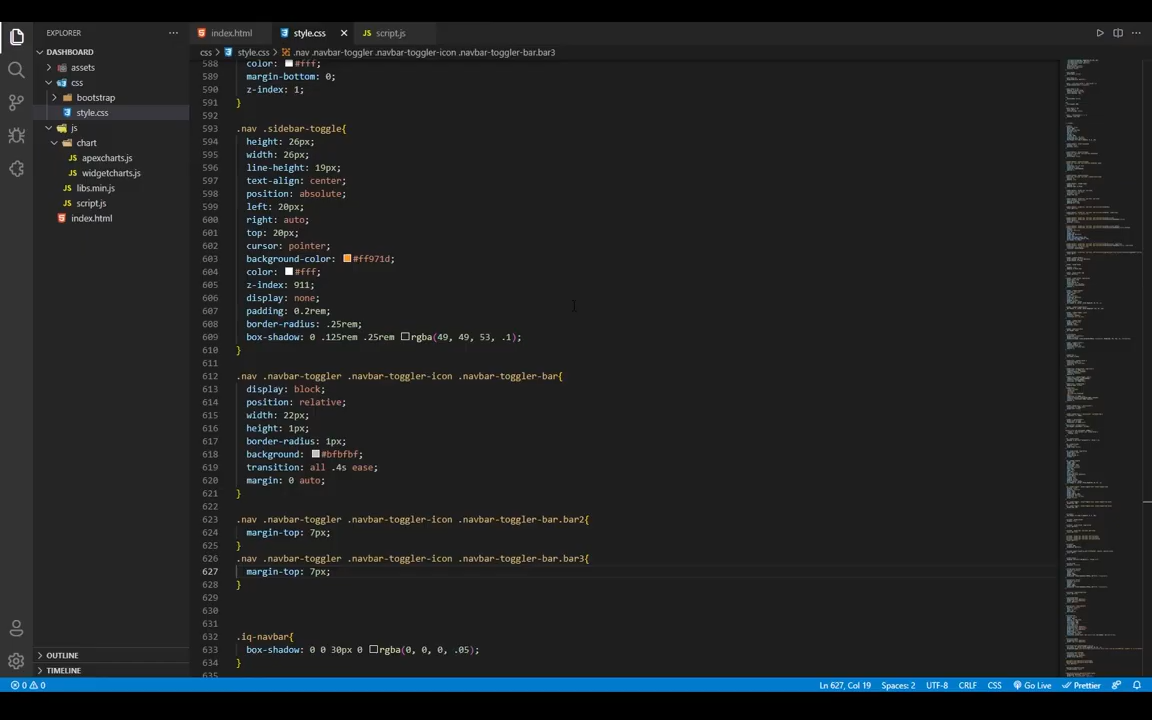 EXPLORER
index.html
style.css
script.js
DASHBOARD
css > style.css > .nav .navbar-toggler .navbar-toggler-icon .navbar-toggler-bar.bar3
assets
css
bootstrap
style.css
js
chart
JS apexcharts.js
JS widgetcharts.js
JS libs.min.js
JS script.js
index.html
588 color: #fff;
589 margin-bottom: 0;
590 z-index: 1;
591 }
592
593 .nav .sidebar-toggle{
594 height: 26px;
595 width: 26px;
596 line-height: 19px;
597 text-align: center;
598 position: absolute;
599 left: 20px;
600 right: auto;
601 top: 20px;
602 cursor: pointer;
603 background-color: #ff971d;
604 color: #fff;
605 z-index: 911;
606 display: none;
607 padding: 0.2rem;
608 border-radius: .25rem;
609 box-shadow: 0 .125rem .25rem rgba(49, 49, 53, .1);
610 }
611
612 .nav .navbar-toggler .navbar-toggler-icon .navbar-toggler-bar{
613 display: block;
614 position: relative;
615 width: 22px;
616 height: 1px;
617 border-radius: 1px;
618 background: #bfbfbf;
619 transition: all .4s ease;
620 margin: 0 auto;
621 }
622
623 .nav .navbar-toggler .navbar-toggler-icon .navbar-toggler-bar.bar2{
624 margin-top: 7px;
625 }
626 .nav .navbar-toggler .navbar-toggler-icon .navbar-toggler-bar.bar3{
627 margin-top: 7px;
628 }
629
630
631
632 .iq-navbar{
633 box-shadow: 0 0 30px 0 rgba(0, 0, 0, .05);
634 }
635
OUTLINE
TIMELINE
0 0
Ln 627, Col 19
Spaces: 2
UTF-8
CRLF
CSS
Go Live
Prettier